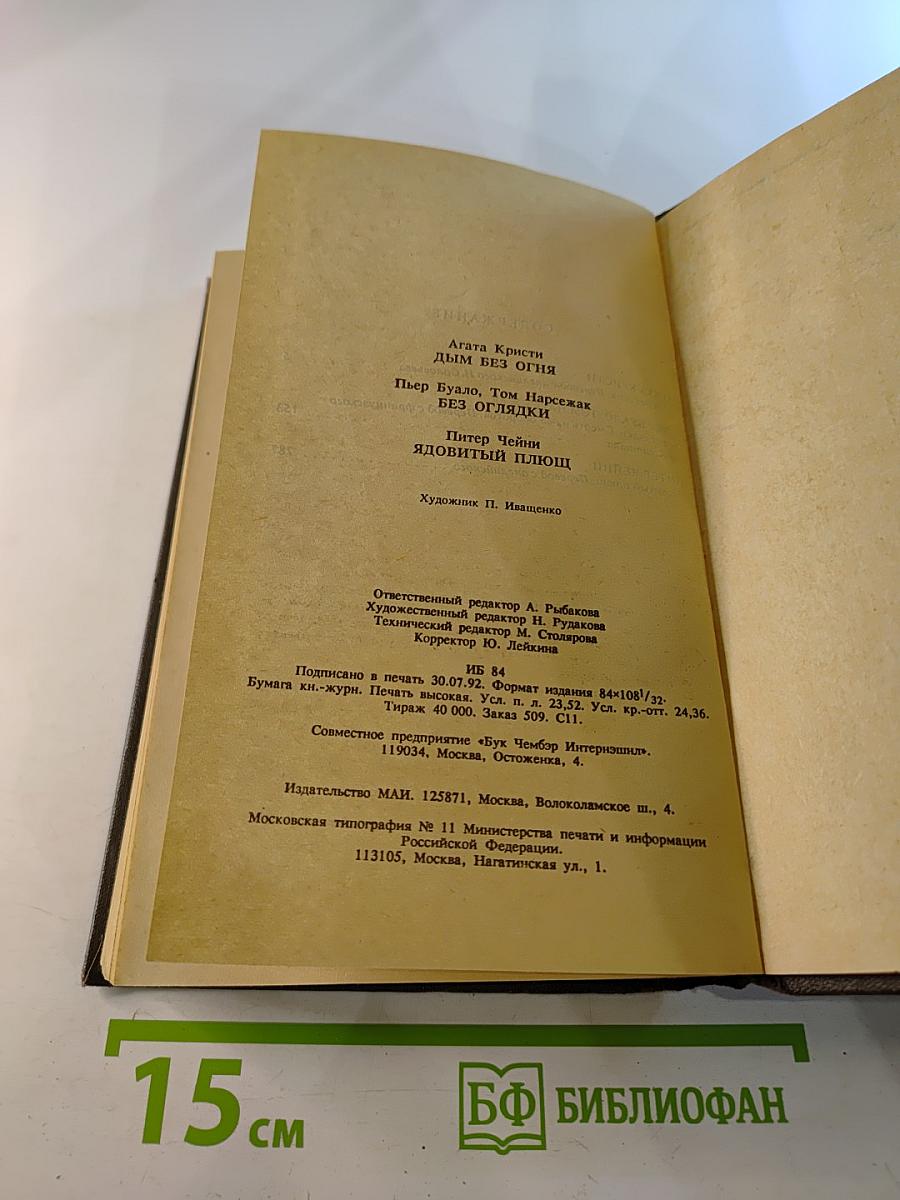 Агата Кристи
ДЫМ БЕЗ ОГНЯ
Пьер Буало, Том Нарсежак
БЕЗ ОГЛЯДКИ
Питер Чейни
ЯДОВИТЫЙ ПЛЮЩ
Художник П. Иващенко
Ответственный редактор А. Рыбакова
Художественный редактор Н. Рудакова
Технический редактор М. Столярова
Корректор Ю. Лейкина
ИБ 84
Подписано в печать 30.07.92. Формат издания 84×108¹/₃₂.
Бумага кн.-журн. Печать высокая. Усл. п. л. 23,52. Усл. кр.-отт. 24,36.
Тираж 40 000. Заказ 509. С11.
Совместное предприятие «Бук Чембэр Интернэшнл».
119034, Москва, Остоженка, 4.
Издательство МАИ. 125871, Москва, Волоколамское ш., 4.
Московская типография № 11 Министерства печати и информации
Российской Федерации.
113105, Москва, Нагатинская ул., 1.
15 см
БФ БИБЛИОФАН